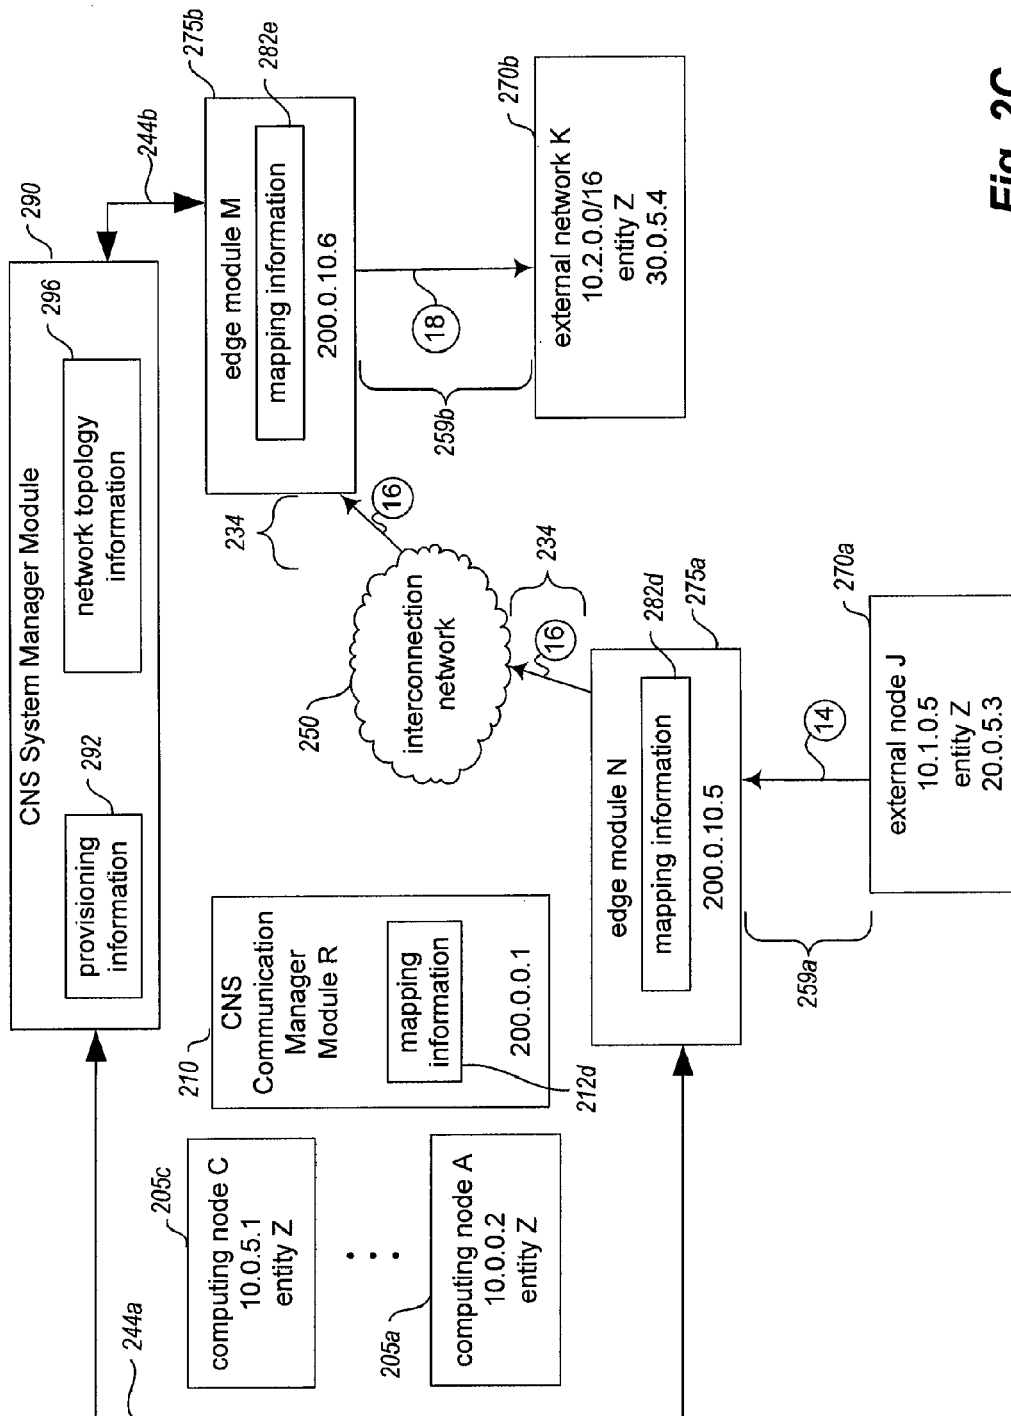 244a
CNS System Manager Module
290
292
provisioning
information
296
network topology
information
244b
205c
computing node C
10.0.5.1
entity Z
205a
computing node A
10.0.0.2
entity Z
210
CNS
Communication
Manager
Module R
mapping
information
200.0.0.1
212d
250
interconnection
network
234
16
275b
edge module M
282e
mapping information
200.0.10.6
259b
18
270b
external network K
10.2.0.0/16
entity Z
30.0.5.4
234
16
275a
edge module N
282d
mapping information
200.0.10.5
259a
14
270a
external node J
10.1.0.5
entity Z
20.0.5.3
Fig. 2C